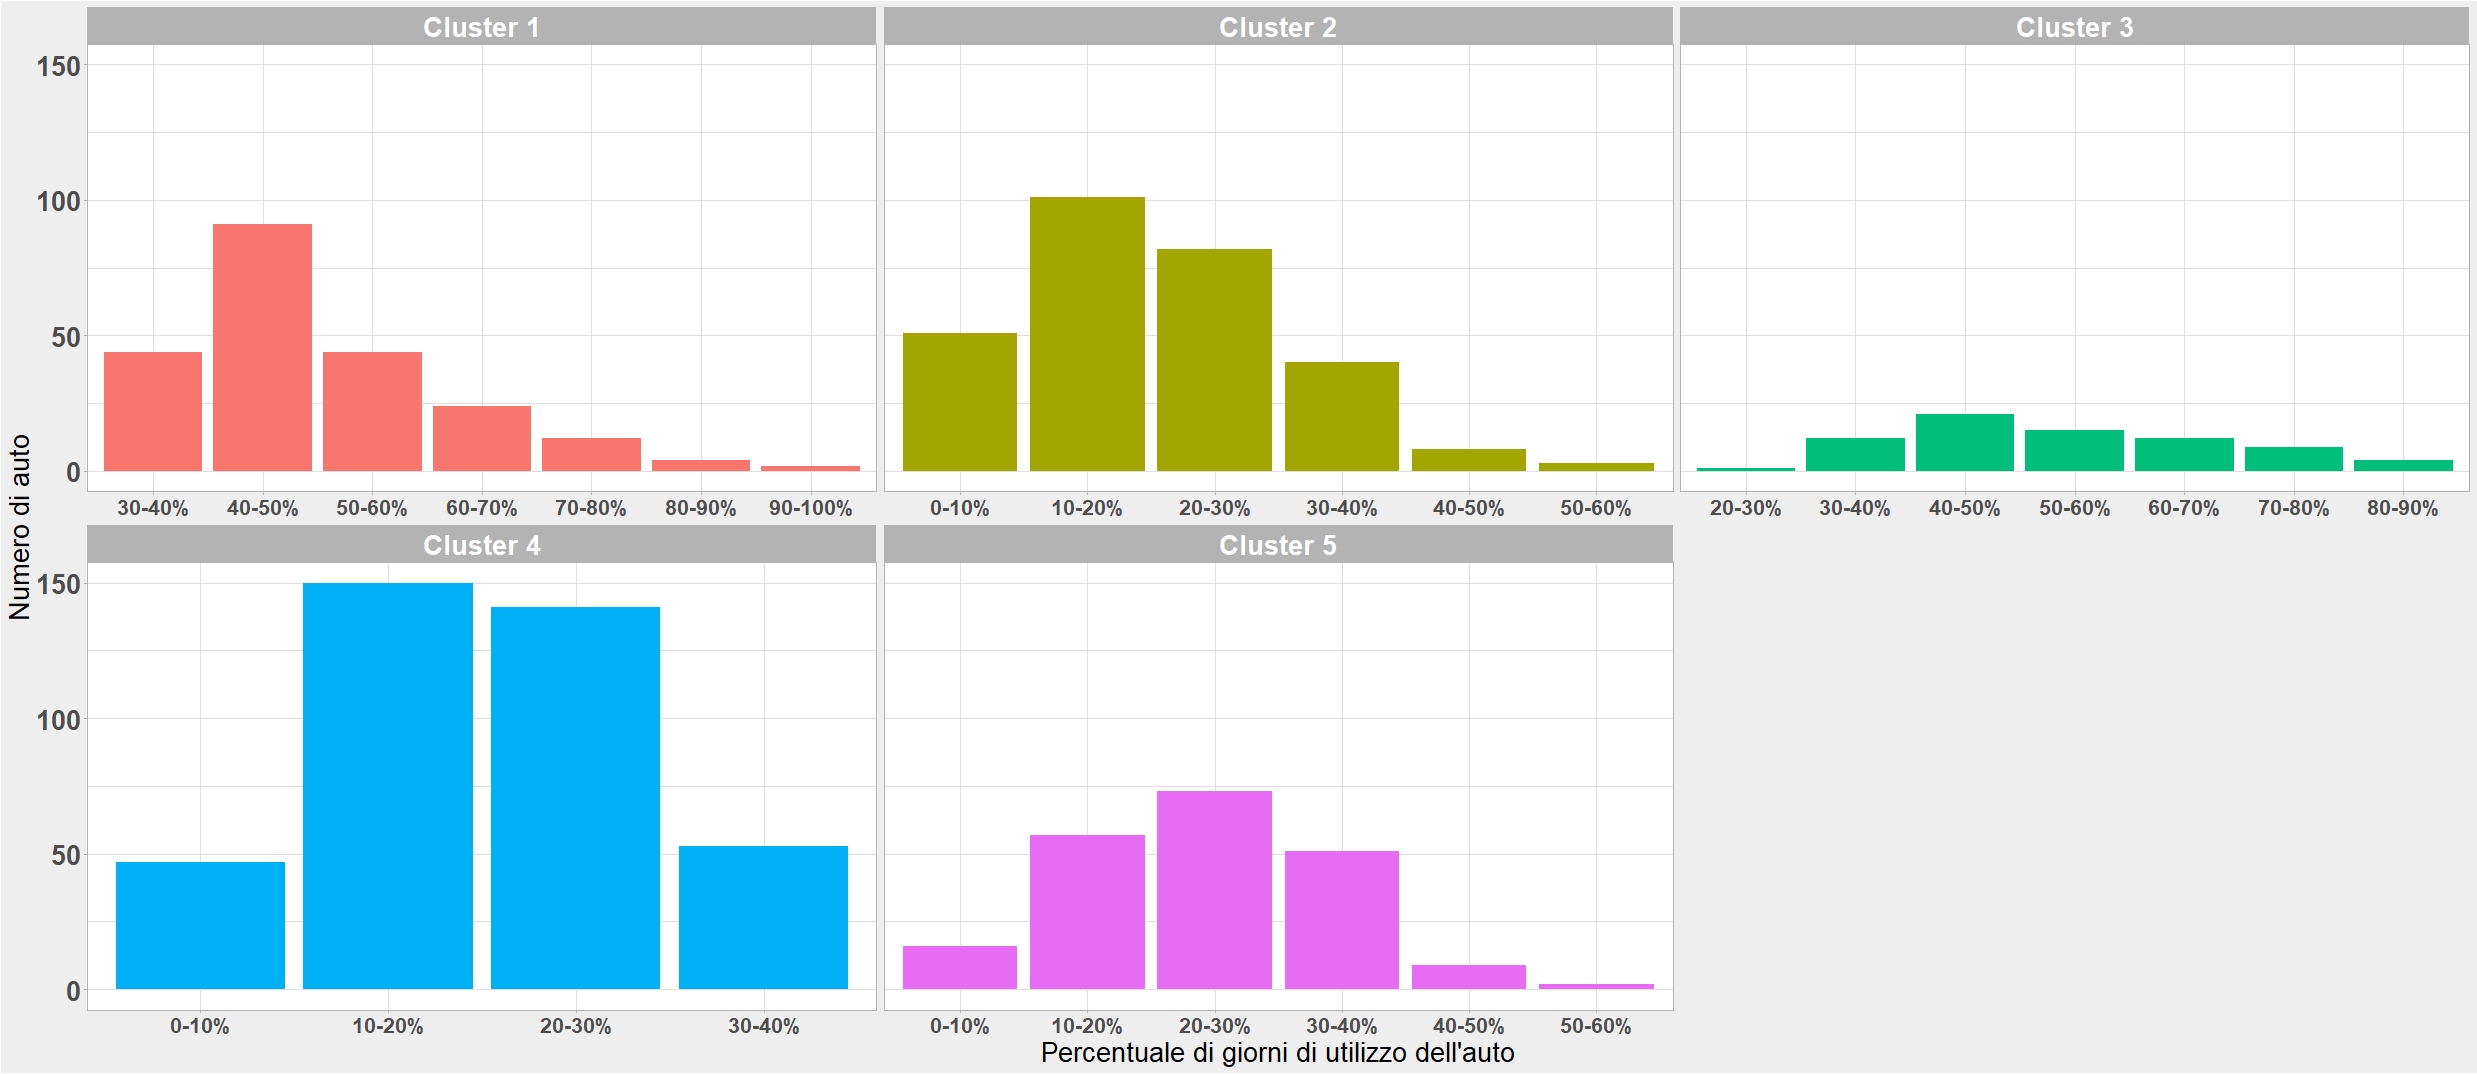 Cluster 1
Cluster 2
Cluster 3
150
100
50
0
30-40% 40-50% 50-60% 60-70% 70-80% 80-90% 90-100%
0-10% 10-20% 20-30% 30-40% 40-50% 50-60%
20-30% 30-40% 40-50% 50-60% 60-70% 70-80% 80-90%
Numero di auto
Cluster 4
Cluster 5
150
100
50
0
0-10% 10-20% 20-30% 30-40%
0-10% 10-20% 20-30% 30-40% 40-50% 50-60%
Percentuale di giorni di utilizzo dell'auto